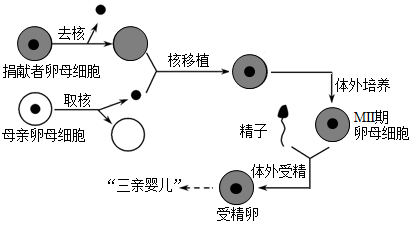 去核
捐献者卵母细胞
核移植
取核
母亲卵母细胞
体外培养
MⅡ期
卵母细胞
精子
体外受精
受精卵
“三亲婴儿”